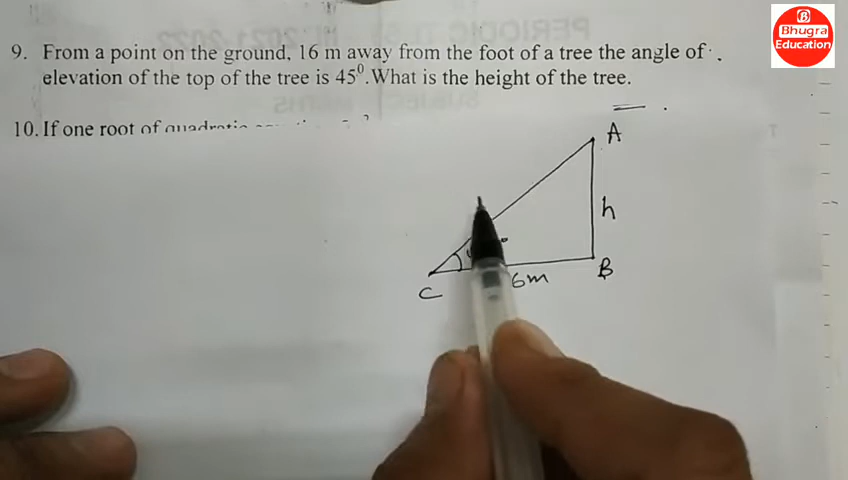 Bhugra
Education
9. From a point on the ground, 16 m away from the foot of a tree the angle of
elevation of the top of the tree is 45⁰.What is the height of the tree.
10. If one root of quadratic
A
h
B
6m
C